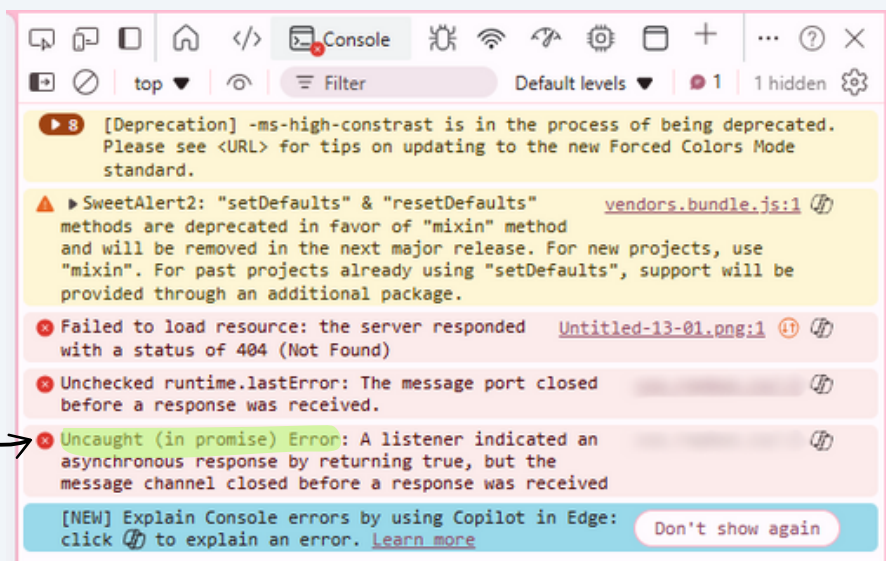 Console
top ▼ Filter Default levels ▼ 1 1 hidden
8 [Deprecation] -ms-high-constrast is in the process of being deprecated.
Please see <URL> for tips on updating to the new Forced Colors Mode
standard.
SweetAlert2: "setDefaults" & "resetDefaults" vendors.bundle.js:1
methods are deprecated in favor of "mixin" method
and will be removed in the next major release. For new projects, use
"mixin". For past projects already using "setDefaults", support will be
provided through an additional package.
Failed to load resource: the server responded Untitled-13-01.png:1
with a status of 404 (Not Found)
Unchecked runtime.lastError: The message port closed
before a response was received.
Uncaught (in promise) Error: A listener indicated an
asynchronous response by returning true, but the
message channel closed before a response was received
[NEW] Explain Console errors by using Copilot in Edge:
click to explain an error. Learn more
Don't show again